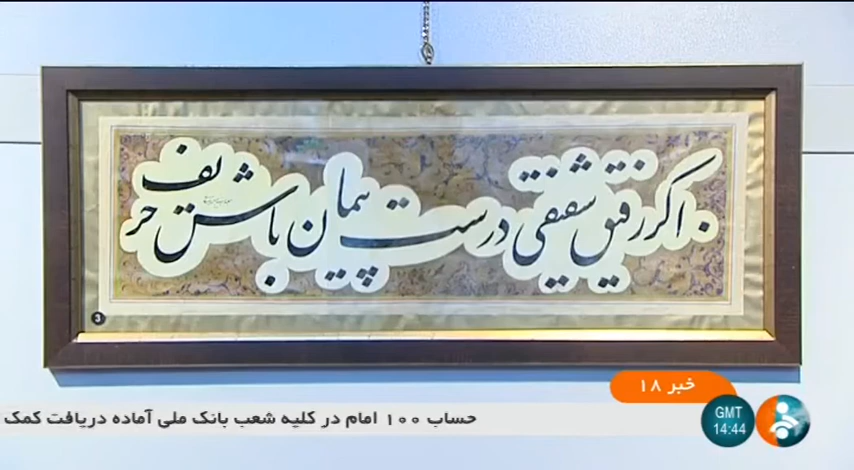 اگر رفیق شفیقی درست پیمان باش حریف
3
خبر ۱۸
حساب ۱۰۰ امام در کلیه شعب بانک ملی آماده دریافت کمک
GMT
14:44